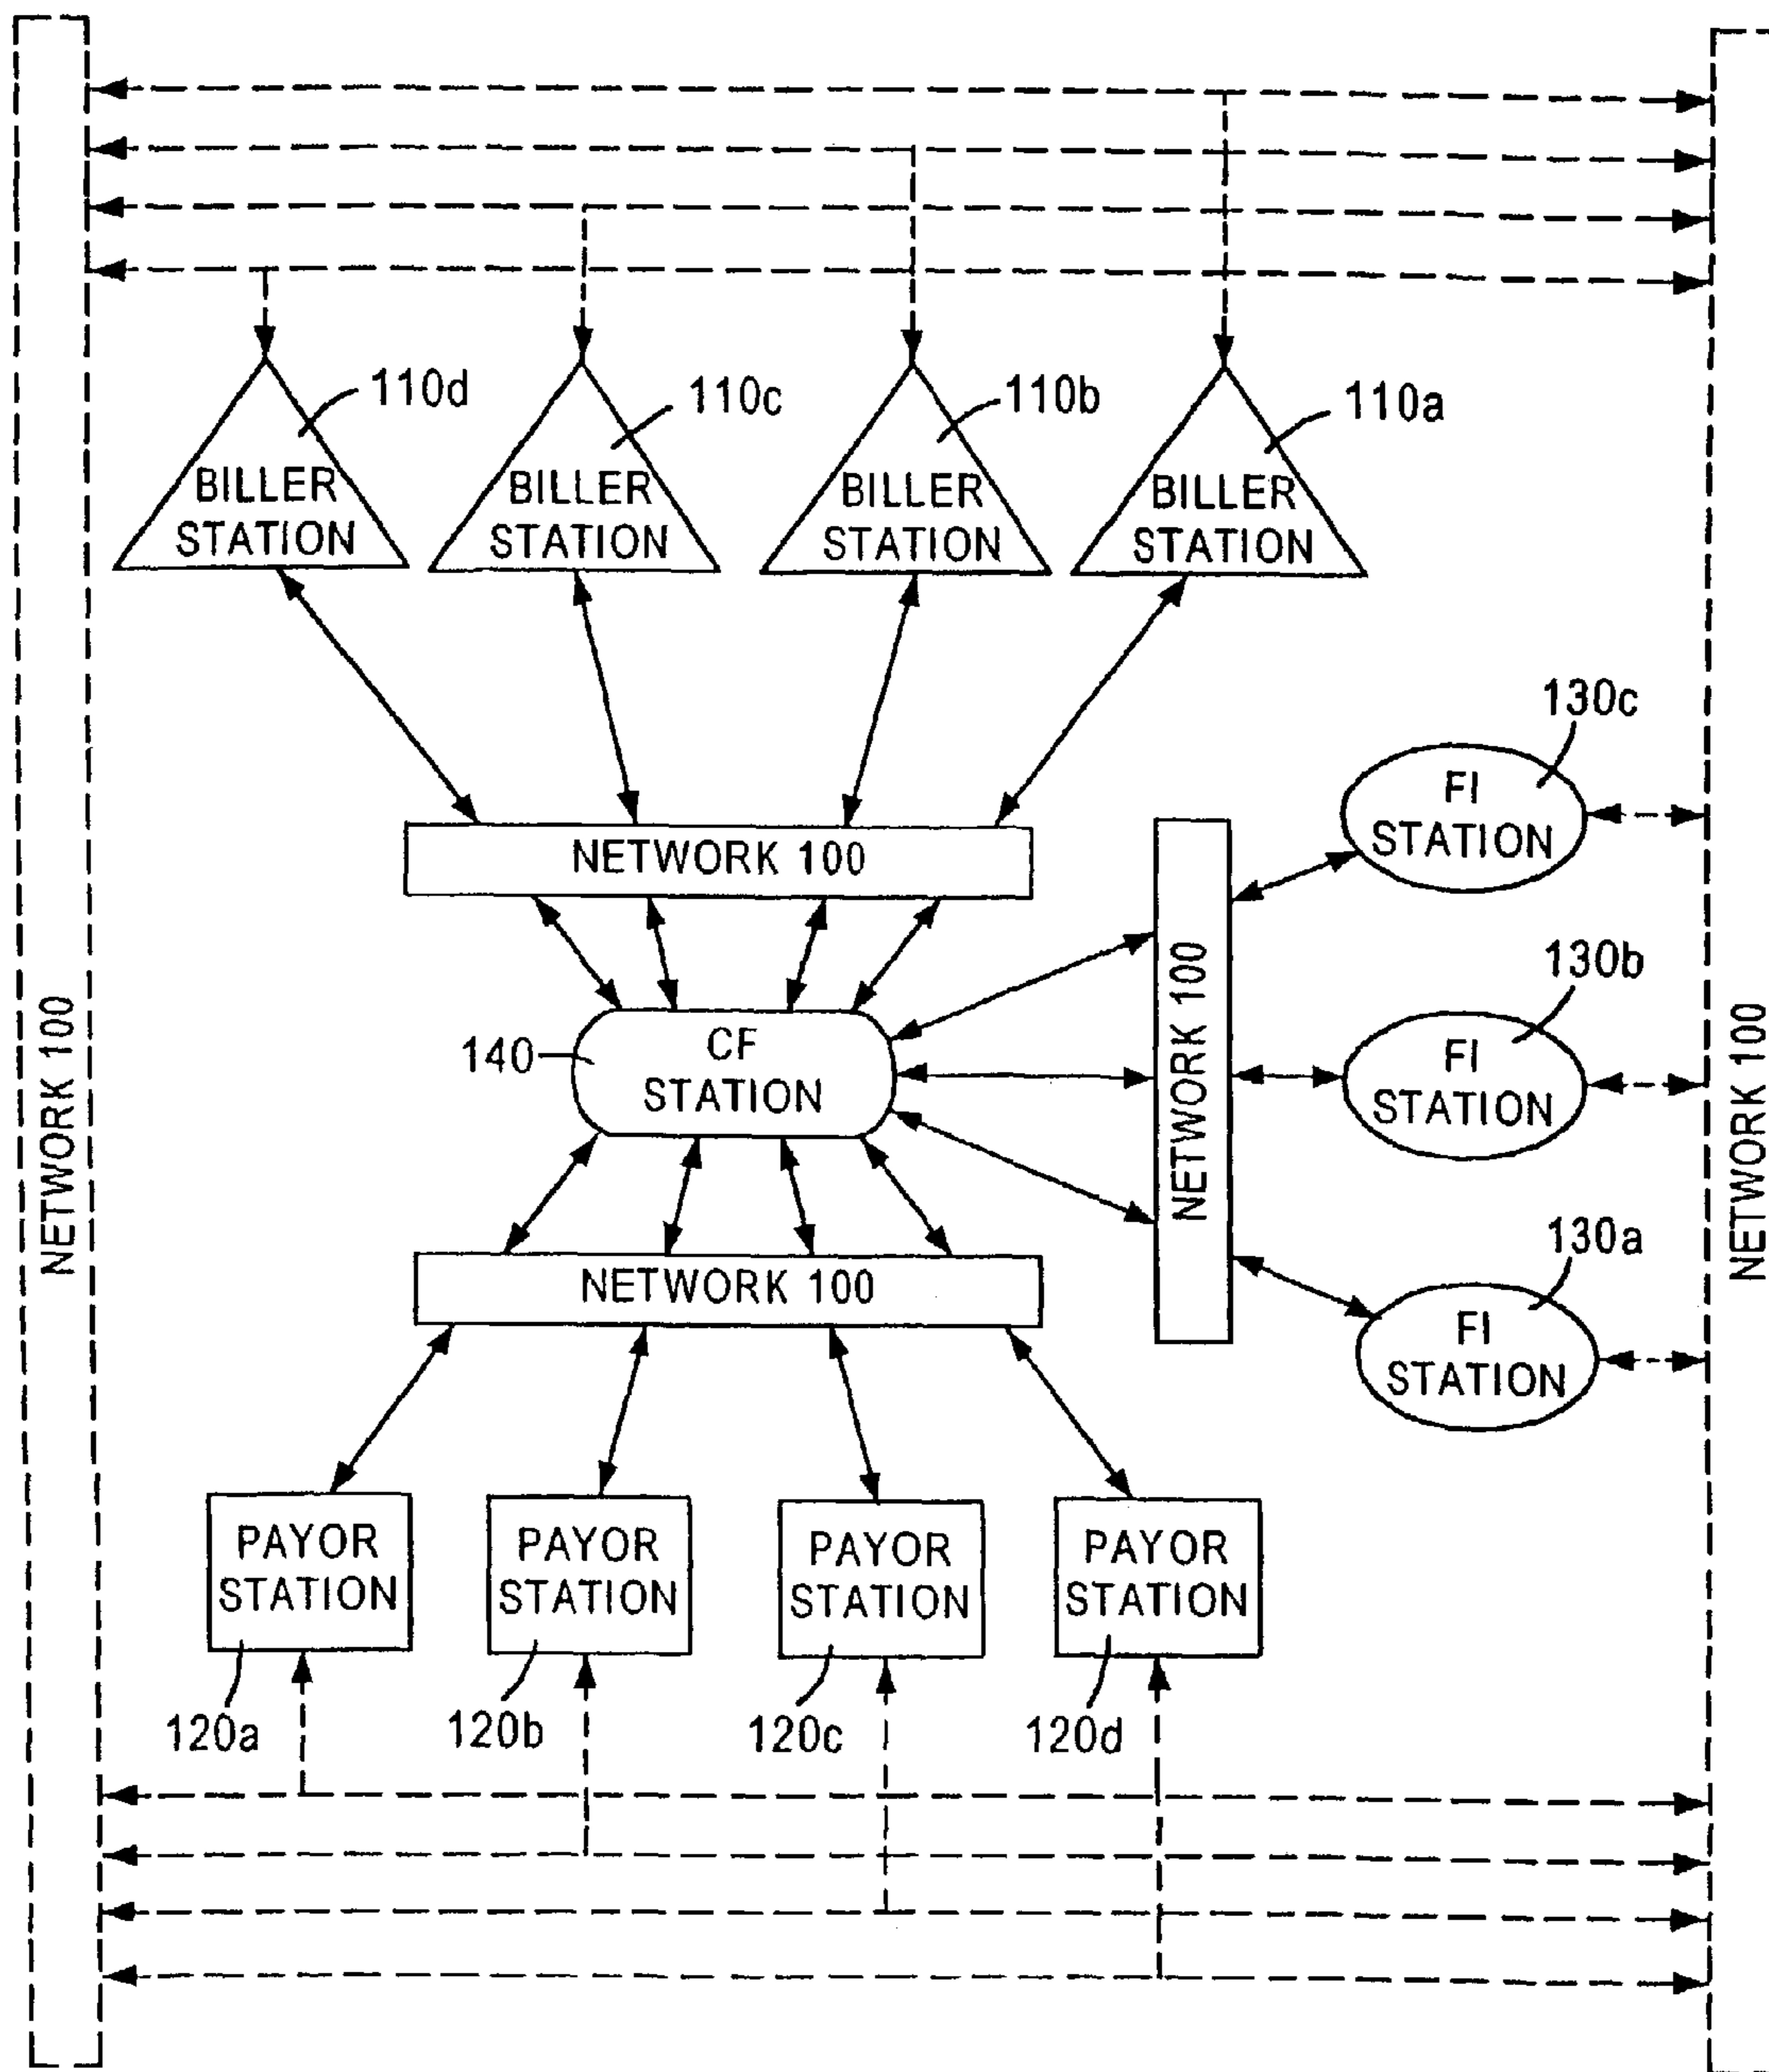 110d
110c
110b
110a
BILLER
STATION
BILLER
STATION
BILLER
STATION
BILLER
STATION
130c
FI
STATION
NETWORK 100
NETWORK 100
130b
FI
STATION
140
CF
STATION
NETWORK 100
NETWORK 100
NETWORK 100
130a
FI
STATION
NETWORK 100
PAYOR
STATION
PAYOR
STATION
PAYOR
STATION
PAYOR
STATION
120a
120b
120c
120d